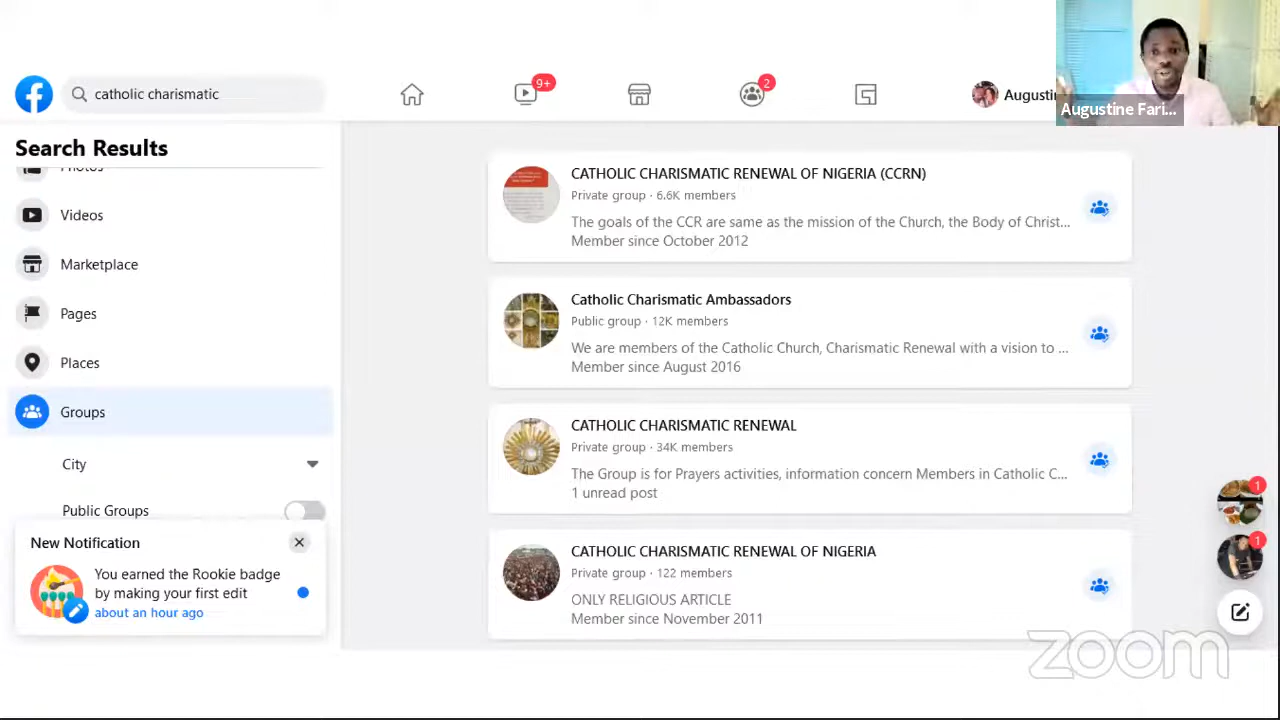 catholic charismatic
9+
2
Augustin
Augustine Fari...
Search Results
Photos
Videos
Marketplace
Pages
Places
Groups
City
Public Groups
New Notification
You earned the Rookie badge
by making your first edit
about an hour ago
CATHOLIC CHARISMATIC RENEWAL OF NIGERIA (CCRN)
Private group · 6.6K members
The goals of the CCR are same as the mission of the Church, the Body of Christ...
Member since October 2012
Catholic Charismatic Ambassadors
Public group · 12K members
We are members of the Catholic Church, Charismatic Renewal with a vision to ...
Member since August 2016
CATHOLIC CHARISMATIC RENEWAL
Private group · 34K members
The Group is for Prayers activities, information concern Members in Catholic C...
1 unread post
CATHOLIC CHARISMATIC RENEWAL OF NIGERIA
Private group · 122 members
ONLY RELIGIOUS ARTICLE
Member since November 2011
1
1
zoom